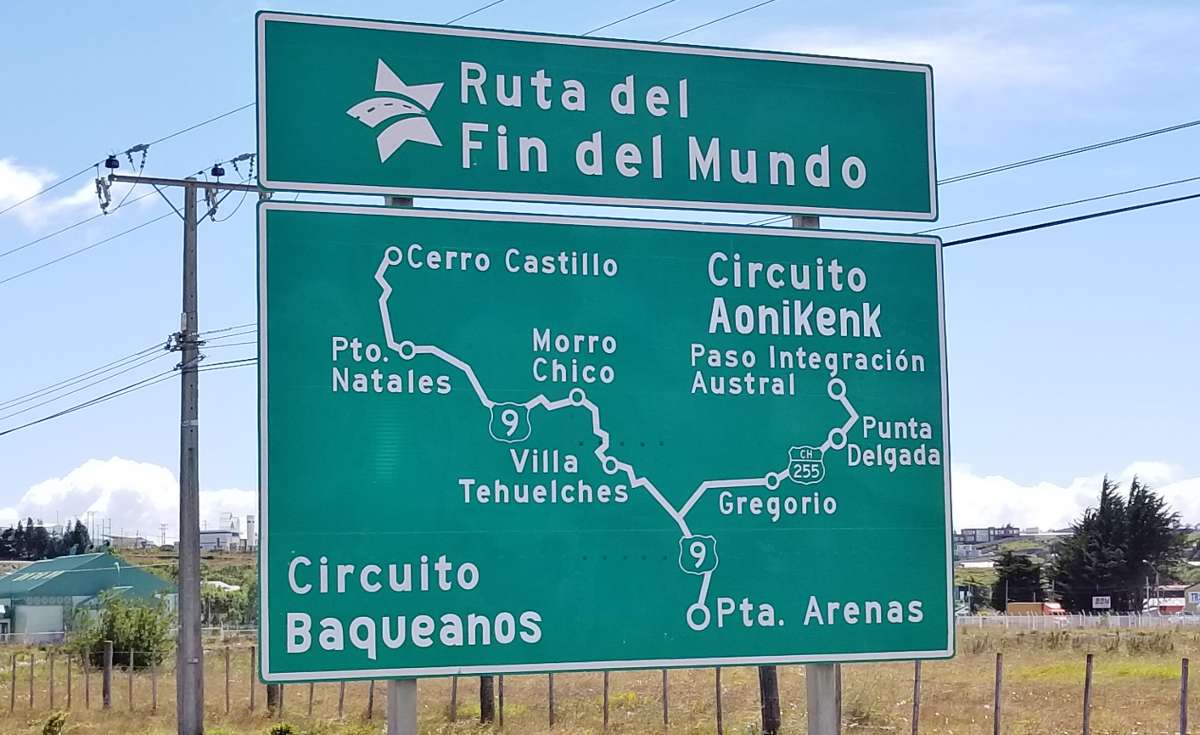 Ruta del
Fin del Mundo
Cerro Castillo
Circuito
Aonikenk
Pto.
Natales
Morro
Chico
Paso Integración
Austral
9
Punta
Delgada
Villa
Tehuelches
CH
255
Gregorio
9
Circuito
Baqueanos
Pta. Arenas